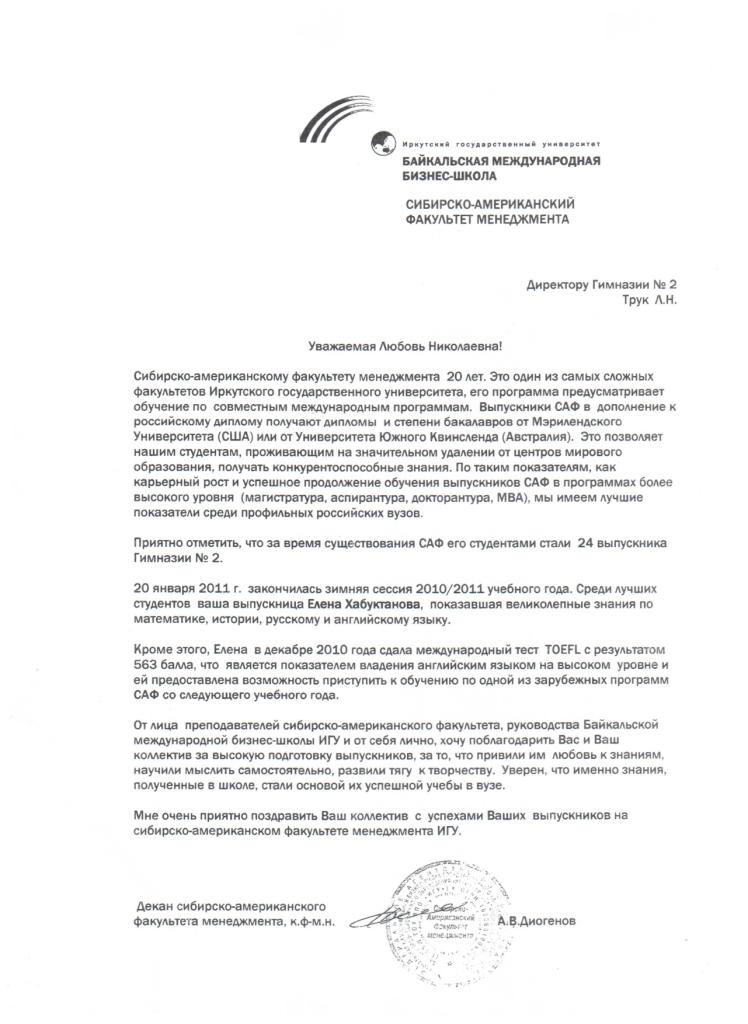 Иркутский государственный университет
БАЙКАЛЬСКАЯ МЕЖДУНАРОДНАЯ
БИЗНЕС-ШКОЛА
СИБИРСКО-АМЕРИКАНСКИЙ
ФАКУЛЬТЕТ МЕНЕДЖМЕНТА
Директору Гимназии № 2
Трук Л.Н.
Уважаемая Любовь Николаевна!
Сибирско-американскому факультету менеджмента 20 лет. Это один из самых сложных
факультетов Иркутского государственного университета, его программа предусматривает
обучение по совместным международным программам. Выпускники САФ в дополнение к
российскому диплому получают дипломы и степени бакалавров от Мэрилендского
Университета (США) или от Университета Южного Квинсленда (Австралия). Это позволяет
нашим студентам, проживающим на значительном удалении от центров мирового
образования, получать конкурентоспособные знания. По таким показателям, как
карьерный рост и успешное продолжение обучения выпускников САФ в программах более
высокого уровня (магистратура, аспирантура, докторантура, МВА), мы имеем лучшие
показатели среди профильных российских вузов.
Приятно отметить, что за время существования САФ его студентами стали 24 выпускника
Гимназии № 2.
20 января 2011 г. закончилась зимняя сессия 2010/2011 учебного года. Среди лучших
студентов ваша выпускница Елена Хабуктанова, показавшая великолепные знания по
математике, истории, русскому и английскому языку.
Кроме этого, Елена в декабре 2010 года сдала международный тест TOEFL с результатом
563 балла, что является показателем владения английским языком на высоком уровне и
ей предоставлена возможность приступить к обучению по одной из зарубежных программ
САФ со следующего учебного года.
От лица преподавателей сибирско-американского факультета, руководства Байкальской
международной бизнес-школы ИГУ и от себя лично, хочу поблагодарить Вас и Ваш
коллектив за высокую подготовку выпускников, за то, что привили им любовь к знаниям,
научили мыслить самостоятельно, развили тягу к творчеству. Уверен, что именно знания,
полученные в школе, стали основой их успешной учебы в вузе.
Мне очень приятно поздравить Ваш коллектив с успехами Ваших выпускников на
сибирско-американском факультете менеджмента ИГУ.
Декан сибирско-американского
факультета менеджмента, к.ф-м.н.
А.В.Диогенов
Сибирско-
Американский
факультет
менеджмента